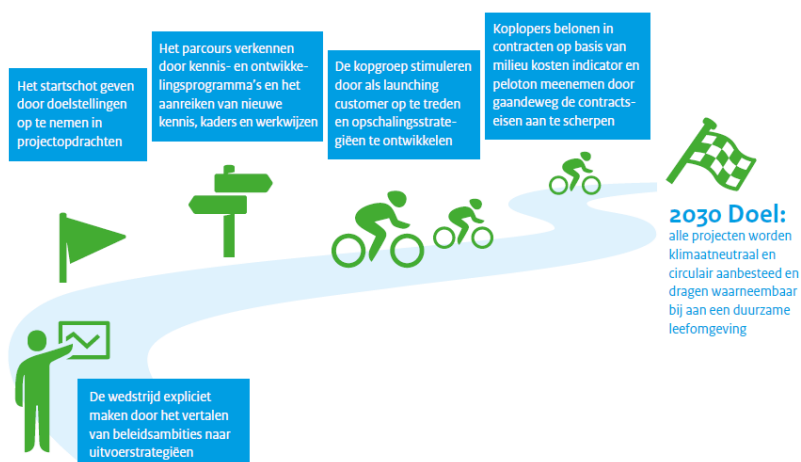 Het startschot geven
door doelstellingen
op te nemen in
projectopdrachten
Het parcours verkennen
door kennis- en ontwikke-
lingsprogramma's en het
aanreiken van nieuwe
kennis, kaders en werkwijzen
De kopgroep stimuleren
door als launching
customer op te treden
en opschalingsstrate-
giëen te ontwikkelen
Koplopers belonen in
contracten op basis van
milieu kosten indicator en
peloton meenemen door
gaandeweg de contracts-
eisen aan te scherpen
2030 Doel:
alle projecten worden
klimaatneutraal en
circulair aanbesteed en
dragen waarneembaar
bij aan een duurzame
leefomgeving
De wedstrijd expliciet
maken door het vertalen
van beleidsambities naar
uitvoerstrategiëen